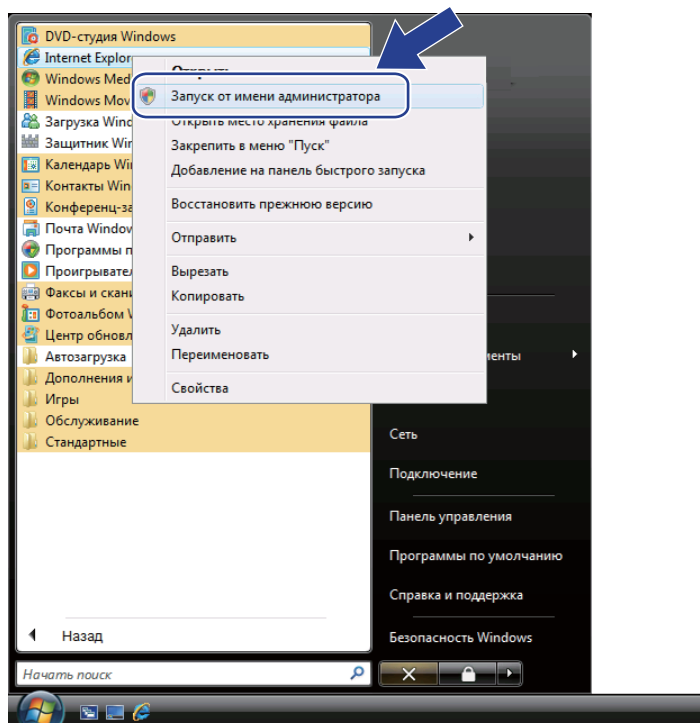 DVD-студия Windows
Internet Explor
Windows Med
Windows Mov
Загрузка Wind
Защитник Wir
Календарь Wi
Контакты Win
Конференц-за
Почта Window
Программы п
Проигрывател
Факсы и скани
Фотоальбом W
Центр обновл
Автозагрузка
Дополнения и
Игры
Обслуживание
Стандартные
Назад
Начать поиск
Запуск от имени администратора
Открыть место хранения файла
Закрепить в меню "Пуск"
Добавление на панель быстрого запуска
Восстановить прежнюю версию
Отправить
Вырезать
Копировать
Удалить
Переименовать
Свойства
менты
Сеть
Подключение
Панель управления
Программы по умолчанию
Справка и поддержка
Безопасность Windows